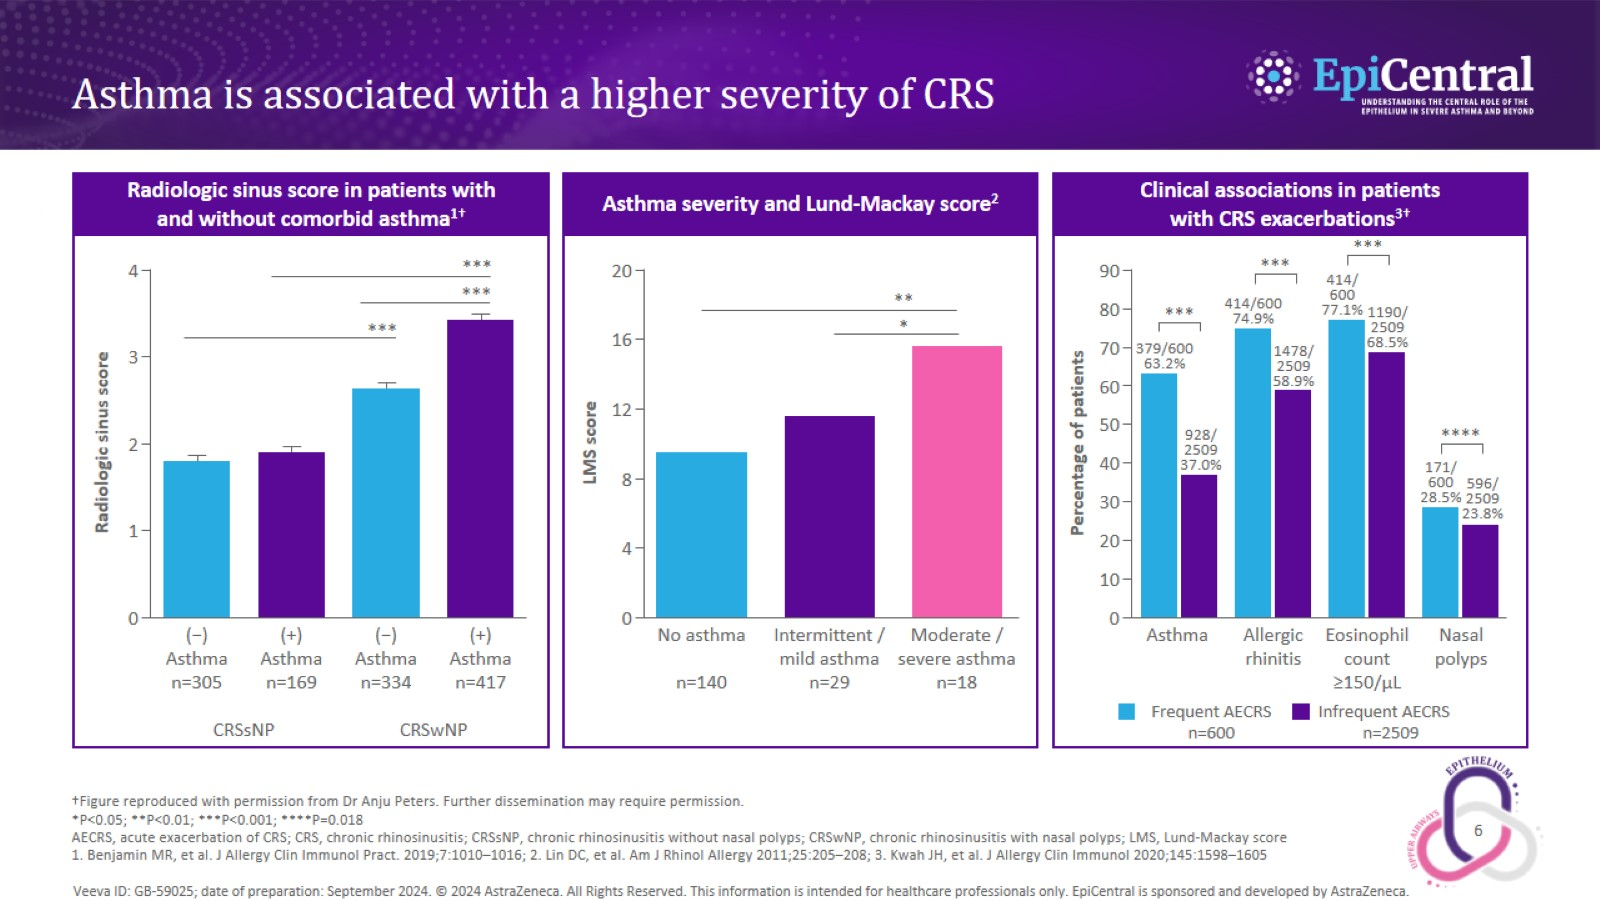 Asthma is associated with a higher severity of CRS
EpiCentral
UNDERSTANDING THE CENTRAL ROLE OF THE
EPITHELIUM IN SEVERE ASTHMA AND BEYOND
Radiologic sinus score in patients with
and without comorbid asthma¹†
Radiologic sinus score
4
3
2
1
0
***
***
***
(−)
Asthma
n=305
(+)
Asthma
n=169
(−)
Asthma
n=334
(+)
Asthma
n=417
CRSsNP
CRSwNP
Asthma severity and Lund-Mackay score²
LMS score
20
16
12
8
4
0
**
*
No asthma
n=140
Intermittent /
mild asthma
n=29
Moderate /
severe asthma
n=18
Clinical associations in patients
with CRS exacerbations³†
Percentage of patients
90
80
70
60
50
40
30
20
10
0
***
379/600
63.2%
928/
2509
37.0%
***
414/600
74.9%
1478/
2509
58.9%
***
414/
600
77.1%
1190/
2509
68.5%
****
171/
600
28.5%
596/
2509
23.8%
Asthma
Allergic
rhinitis
Eosinophil
count
≥150/µL
Nasal
polyps
Frequent AECRS
n=600
Infrequent AECRS
n=2509
†Figure reproduced with permission from Dr Anju Peters. Further dissemination may require permission.
*P<0.05; **P<0.01; ***P<0.001; ****P=0.018
AECRS, acute exacerbation of CRS; CRS, chronic rhinosinusitis; CRSsNP, chronic rhinosinusitis without nasal polyps; CRSwNP, chronic rhinosinusitis with nasal polyps; LMS, Lund-Mackay score
1. Benjamin MR, et al. J Allergy Clin Immunol Pract. 2019;7:1010–1016; 2. Lin DC, et al. Am J Rhinol Allergy 2011;25:205–208; 3. Kwah JH, et al. J Allergy Clin Immunol 2020;145:1598–1605
Veeva ID: GB-59025; date of preparation: September 2024. © 2024 AstraZeneca. All Rights Reserved. This information is intended for healthcare professionals only. EpiCentral is sponsored and developed by AstraZeneca.
EPITHELIUM
UPPER AIRWAYS
6